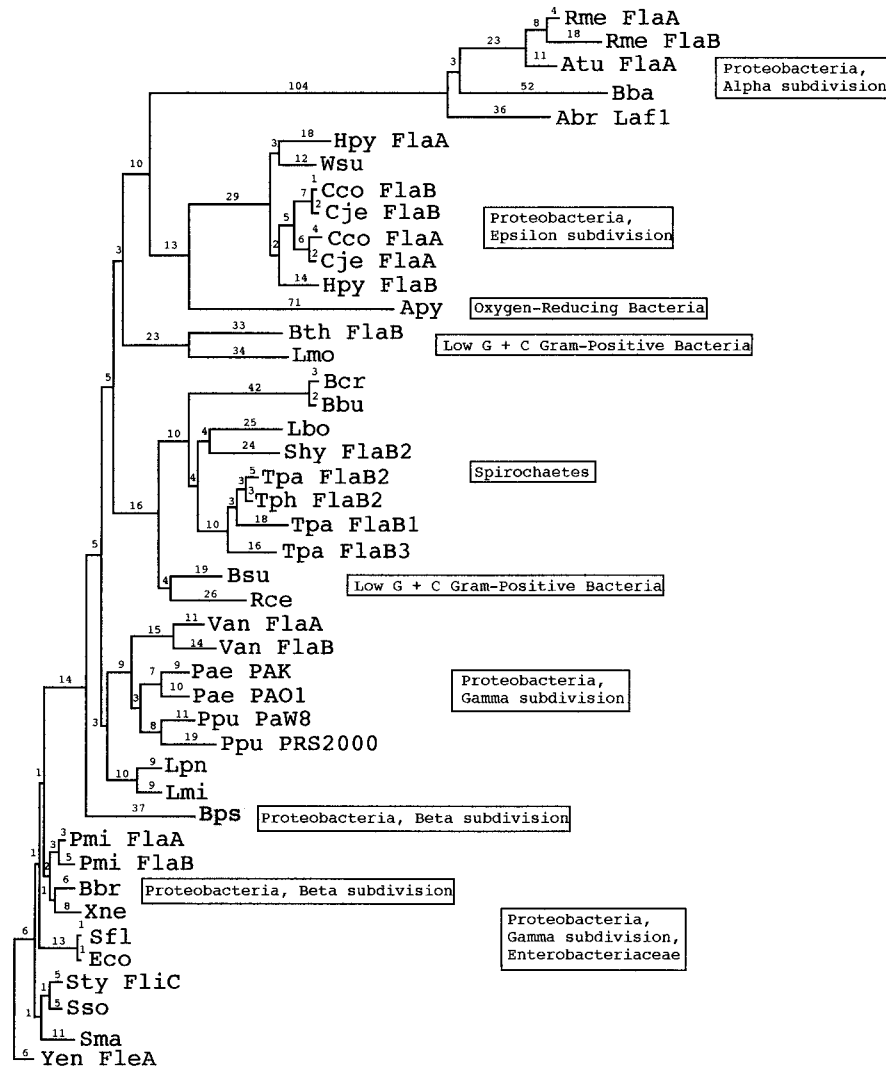 4
Rme FlaA
8
23
18
Rme FlaB
11
Atu FlaA
3
Proteobacteria,
Alpha subdivision
104
52
Bba
36
Abr Laf1
18
Hpy FlaA
3
12
Wsu
10
1
Cco FlaB
7
29
2
Cje FlaB
Proteobacteria,
Epsilon subdivision
5
4
Cco FlaA
6
2
3
13
2
Cje FlaA
14
Hpy FlaB
71
Apy
Oxygen-Reducing Bacteria
33
Bth FlaB
23
Low G + C Gram-Positive Bacteria
34
Lmo
5
3
Bcr
42
2
Bbu
25
Lbo
10
4
24
Shy FlaB2
4
5
Tpa FlaB2
Spirochaetes
3
3
Tph FlaB2
3
16
18
Tpa FlaB1
10
16
Tpa FlaB3
5
19
Bsu
4
Low G + C Gram-Positive Bacteria
26
Rce
11
Van FlaA
15
14
Van FlaB
9
9
Pae PAK
7
14
Proteobacteria,
Gamma subdivision
10
Pae PAO1
3
11
Ppu PaW8
3
8
19
Ppu PRS2000
9
Lpn
10
1
9
Lmi
37
Bps
Proteobacteria, Beta subdivision
3
Pmi FlaA
3
1
5
Pmi FlaB
2
6
Bbr
Proteobacteria, Beta subdivision
1
8
Xne
Proteobacteria,
Gamma subdivision,
Enterobacteriaceae
6
1
Sfl
13
1
Eco
5
Sty FliC
1
5
Sso
1
11
Sma
6
Yen FleA